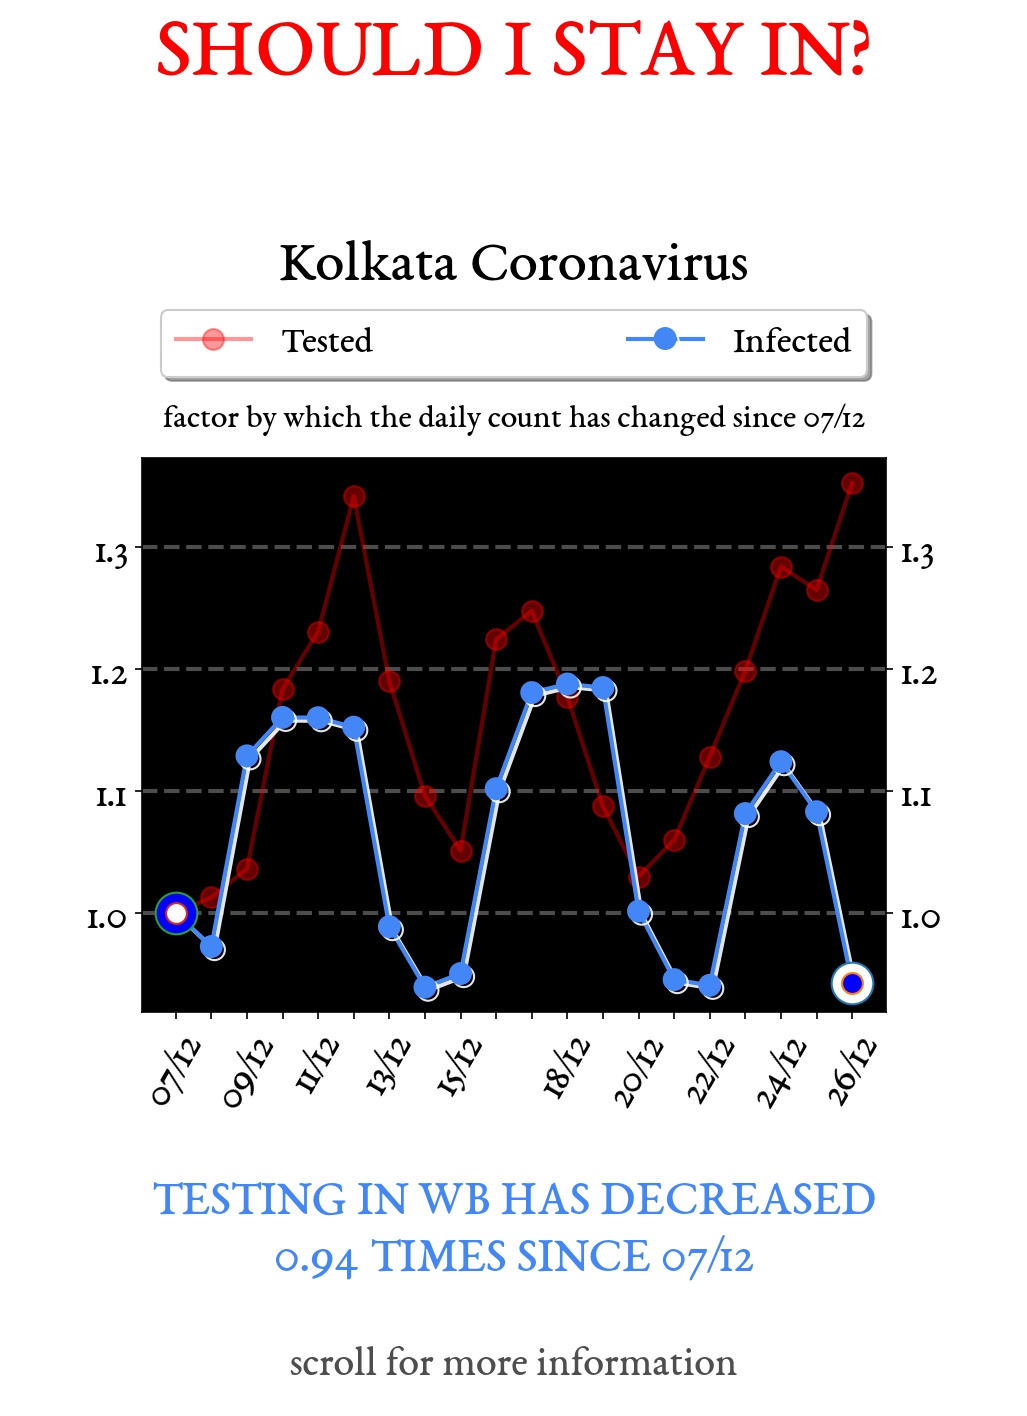 SHOULD I STAY IN?
Kolkata Coronavirus
Tested Infected
factor by which the daily count has changed since 07/12
1.3 1.3
1.2 1.2
1.1 1.1
1.0 1.0
07/12 09/12 11/12 13/12 15/12 18/12 20/12 22/12 24/12 26/12
TESTING IN WB HAS DECREASED
0.94 TIMES SINCE 07/12
scroll for more information